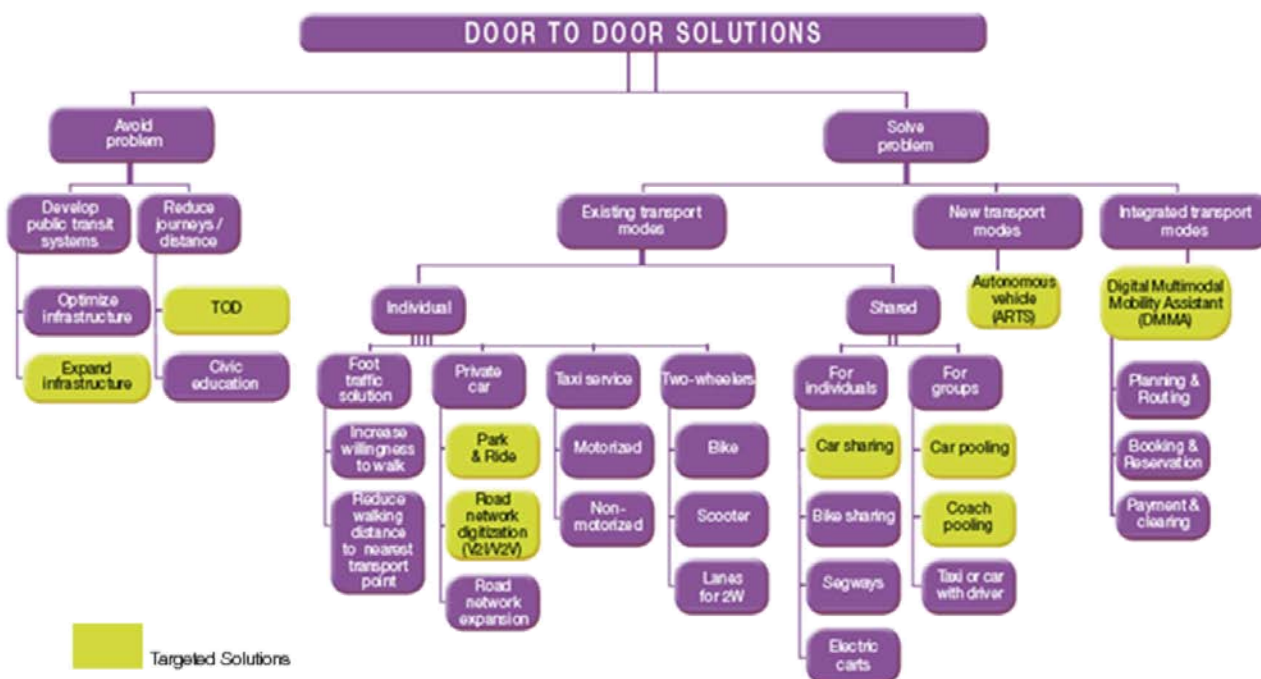 DOOR TO DOOR SOLUTIONS
Avoid
problem
Solve
problem
Develop
public transit
systems
Reduce
journeys /
distance
Existing transport
modes
New transport
modes
Integrated transport
modes
Optimize
infrastructure
TOD
Individual
Shared
Autonomous
vehicle
(ARTS)
Digital Multimodal
Mobility Assistant
(DMMA)
Expand
infrastructure
Civic
education
Foot
traffic
solution
Private
car
Taxi service
Two-wheelers
For
individuals
For
groups
Planning &
Routing
Increase
willingness
to walk
Park
& Ride
Motorized
Bike
Car sharing
Car pooling
Booking &
Reservation
Reduce
walking
distance
to nearest
transport
point
Road
network
digitization
(V2I/V2V)
Non-
motorized
Scooter
Bike sharing
Coach
pooling
Payment &
clearing
Road
network
expansion
Lanes
for 2W
Segways
Taxi or car
with driver
Electric
carts
Targeted Solutions